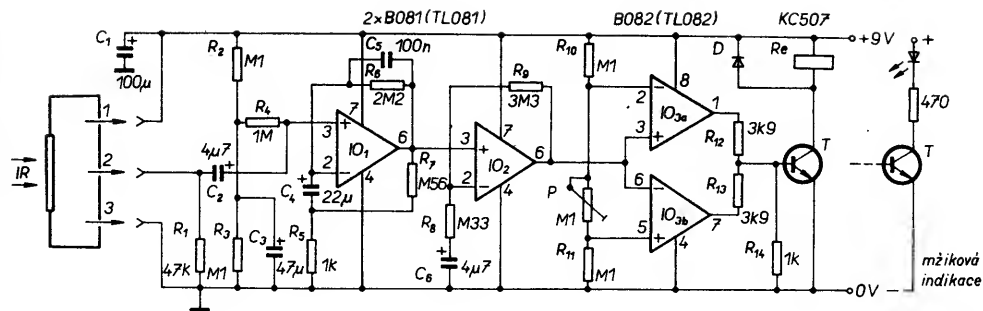 2×B081(TL081)
B082(TL082)
KC507
C1
100µ
R2
M1
C5
100n
R6
2M2
R9
3M3
R10
M1
D
Re
+9V
+
470
1
2
3
IR
4µ7
C2
R4
1M
3
2
7
6
4
IO1
C4
22µ
R7
M56
3
2
7
6
4
IO2
R8
M33
C6
4µ7
2
3
8
1
IO3a
6
5
7
4
IO3b
P
M1
R11
M1
R12
3k9
R13
3k9
R14
1k
T
T
R1
47k
R3
M1
C3
47µ
R5
1k
0V
mžiková
indikace